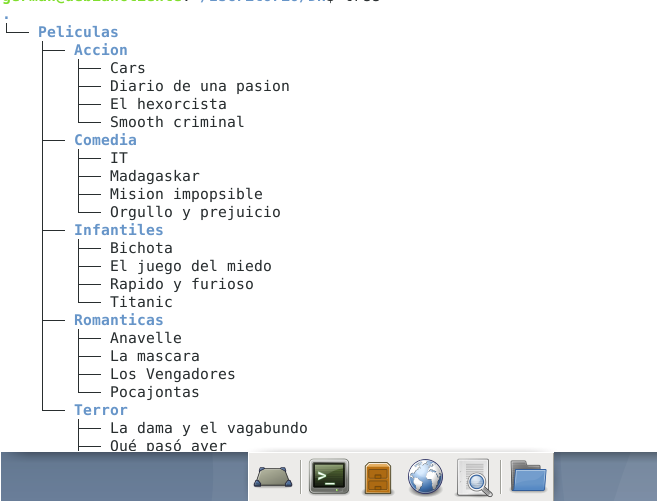 .
└── Peliculas
    ├── Accion
    │   ├── Cars
    │   ├── Diario de una pasion
    │   ├── El hexorcista
    │   └── Smooth criminal
    ├── Comedia
    │   ├── IT
    │   ├── Madagaskar
    │   ├── Mision impopsible
    │   └── Orgullo y prejuicio
    ├── Infantiles
    │   ├── Bichota
    │   ├── El juego del miedo
    │   ├── Rapido y furioso
    │   └── Titanic
    ├── Romanticas
    │   ├── Anavelle
    │   ├── La mascara
    │   ├── Los Vengadores
    │   └── Pocajontas
    └── Terror
        ├── La dama y el vagabundo
        ├── Qué pasó ayer
>_